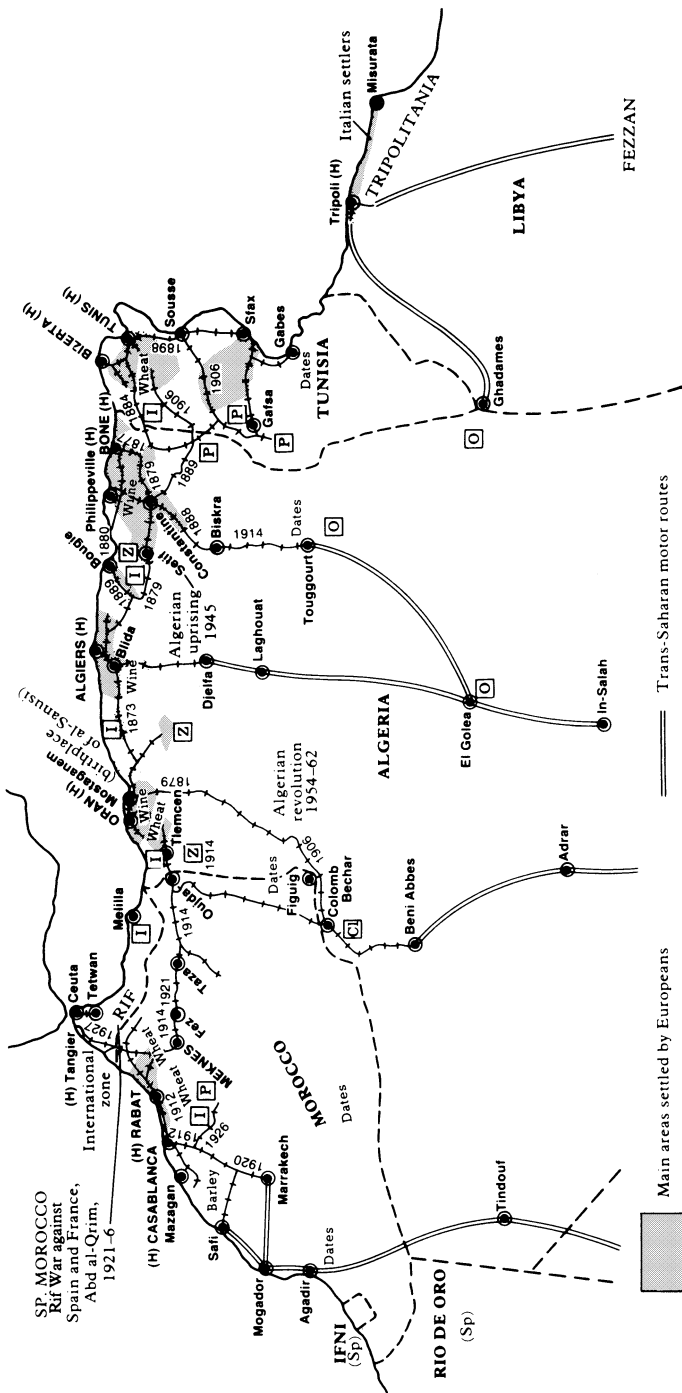 SP. MOROCCO
Rif War against
Spain and France,
Abd al-Qrim,
1921–6
(H) Tangier
International
zone
Ceuta
Tetwan
1927
RIF
Melilla
I
(H) RABAT
(H) CASABLANCA
Mazagan
1912
1912
Wheat
Wheat
1914
1921
MEKNES
Fez
Taza
1914
Oujda
I
P
1926
Barley
Safi
1920
Marrakech
Mogador
Agadir
Dates
MOROCCO
Dates
IFNI
(Sp)
RIO DE ORO
(Sp)
Tindouf
ORAN (H)
Mostaganem
(birthplace
of al-Sanusi)
Wine
Wheat
I
Tlemcen
1914
Z
1879
Dates
Figuig
1906
Colomb
Bechar
Cl
Beni Abbes
Adrar
Algerian
revolution
1954–62
ALGIERS (H)
Blida
Wine
1873
I
Z
Algerian
uprising
1945
Djelfa
Laghouat
ALGERIA
El Golea
O
In-Salah
Bougie
1889
1879
I
Z
1880
Setif
Philippeville (H)
BONE (H)
Wine
1877
1879
Constantine
1888
1889
Biskra
1914
Dates
Touggourt
O
BIZERTA (H)
TUNIS (H)
1884
Wheat
I
1906
1898
Sousse
1906
P
P
P
Sfax
Gafsa
Gabes
Dates
TUNISIA
O
Ghadames
Tripoli (H)
TRIPOLITANIA
Italian settlers
Misurata
LIBYA
FEZZAN
Main areas settled by Europeans
Trans-Saharan motor routes